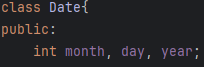 class Date{
public:
    int month, day, year;